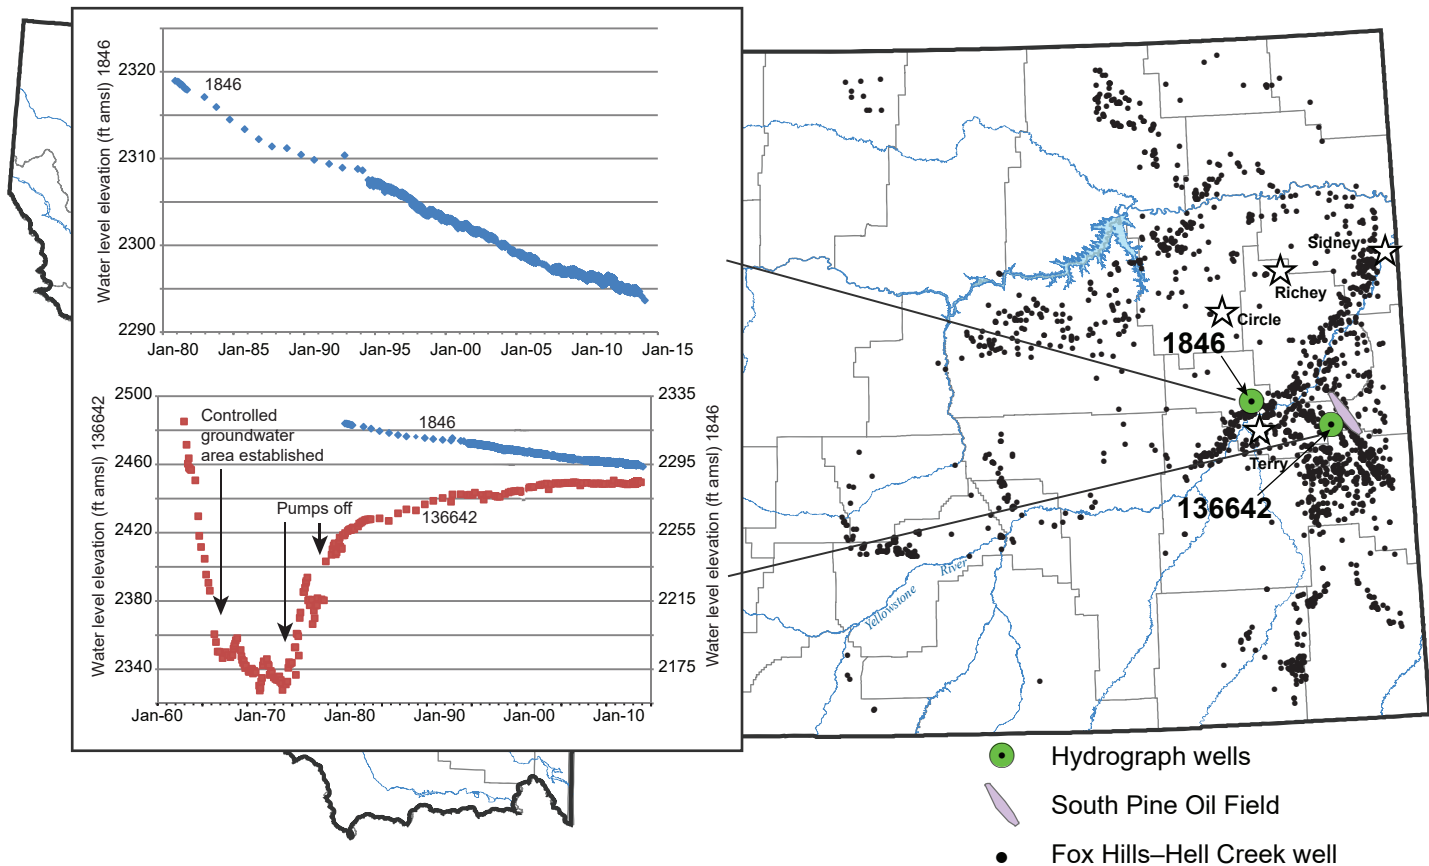 Water level elevation (ft amsl) 1846
2320
2310
2300
2290
1846
Jan-80 Jan-85 Jan-90 Jan-95 Jan-00 Jan-05 Jan-10 Jan-15
Water level elevation (ft amsl) 136642
2500
2460
2420
2380
2340
Controlled
groundwater
area established
Pumps off
1846
136642
2335
2295
2255
2215
2175
Water level elevation (ft amsl) 1846
Jan-60 Jan-70 Jan-80 Jan-90 Jan-00 Jan-10
Sidney
Richey
Circle
1846
Terry
136642
Yellowstone River
Hydrograph wells
South Pine Oil Field
Fox Hills–Hell Creek well